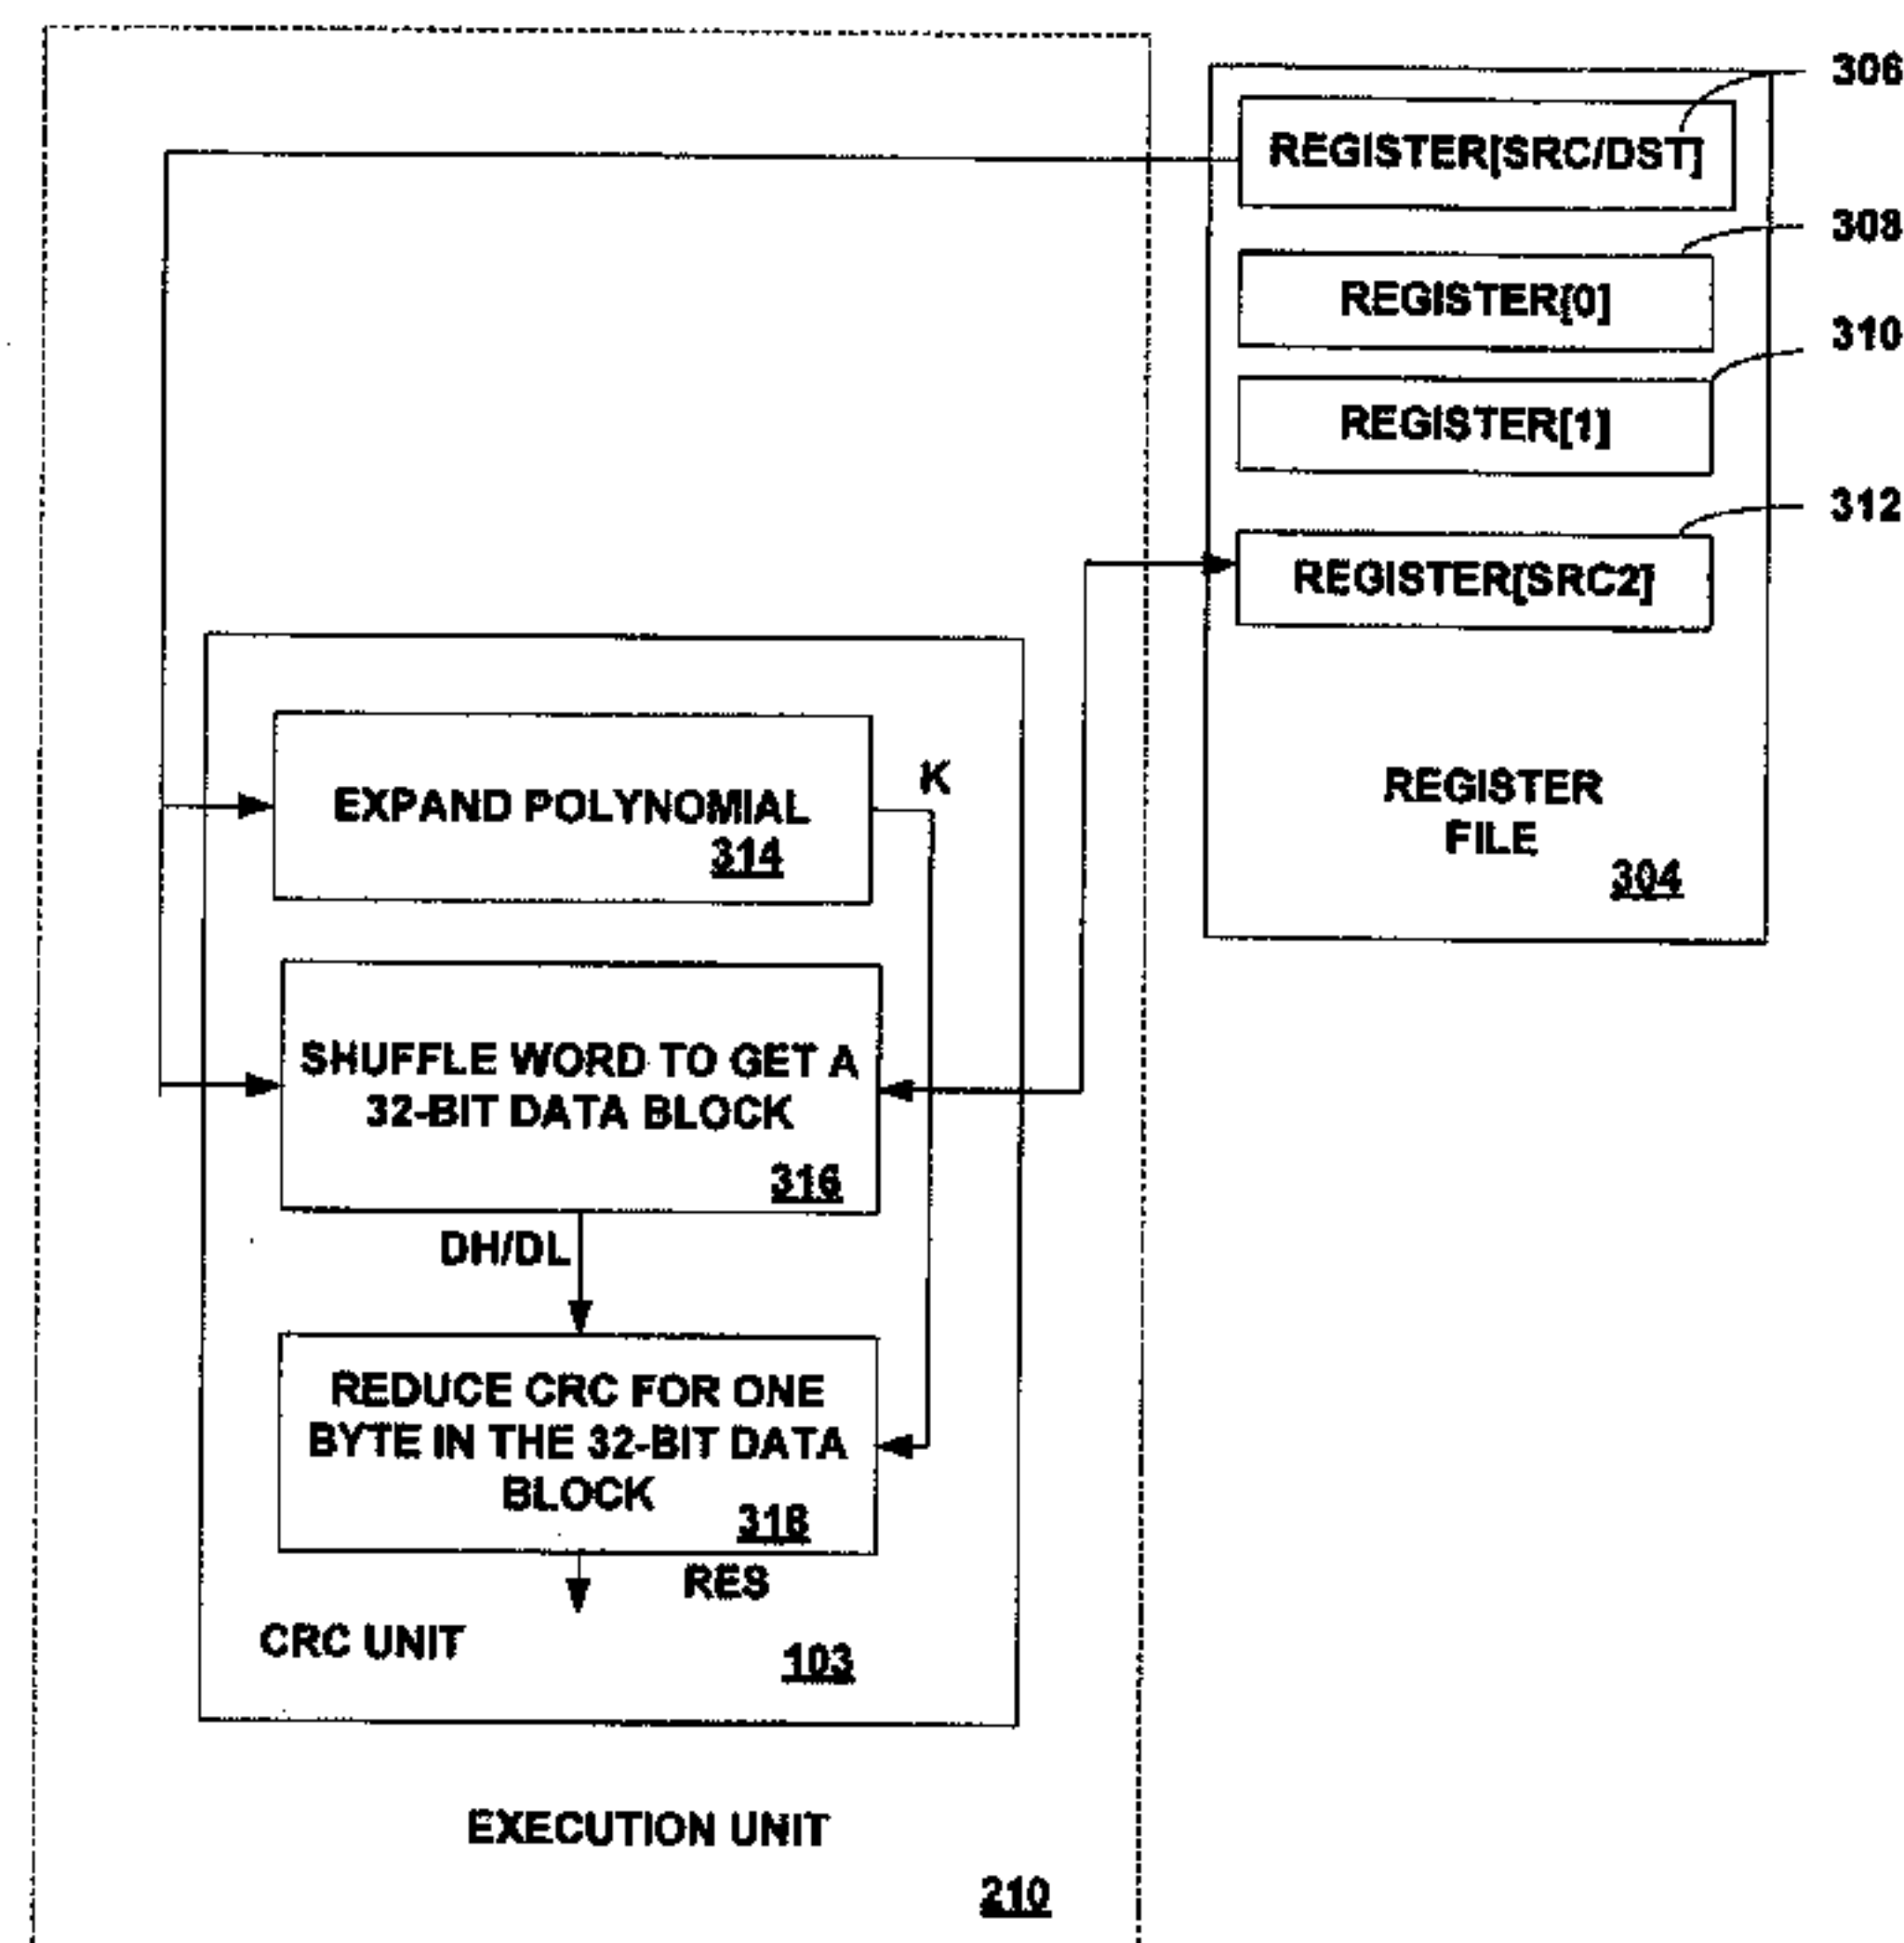 306
REGISTER[SRC/DST]
308
REGISTER[0]
310
REGISTER[1]
312
REGISTER[SRC2]
REGISTER
FILE
304
EXPAND POLYNOMIAL
314
K
SHUFFLE WORD TO GET A
32-BIT DATA BLOCK
316
DH/DL
REDUCE CRC FOR ONE
BYTE IN THE 32-BIT DATA
BLOCK
318
RES
CRC UNIT
103
EXECUTION UNIT
210